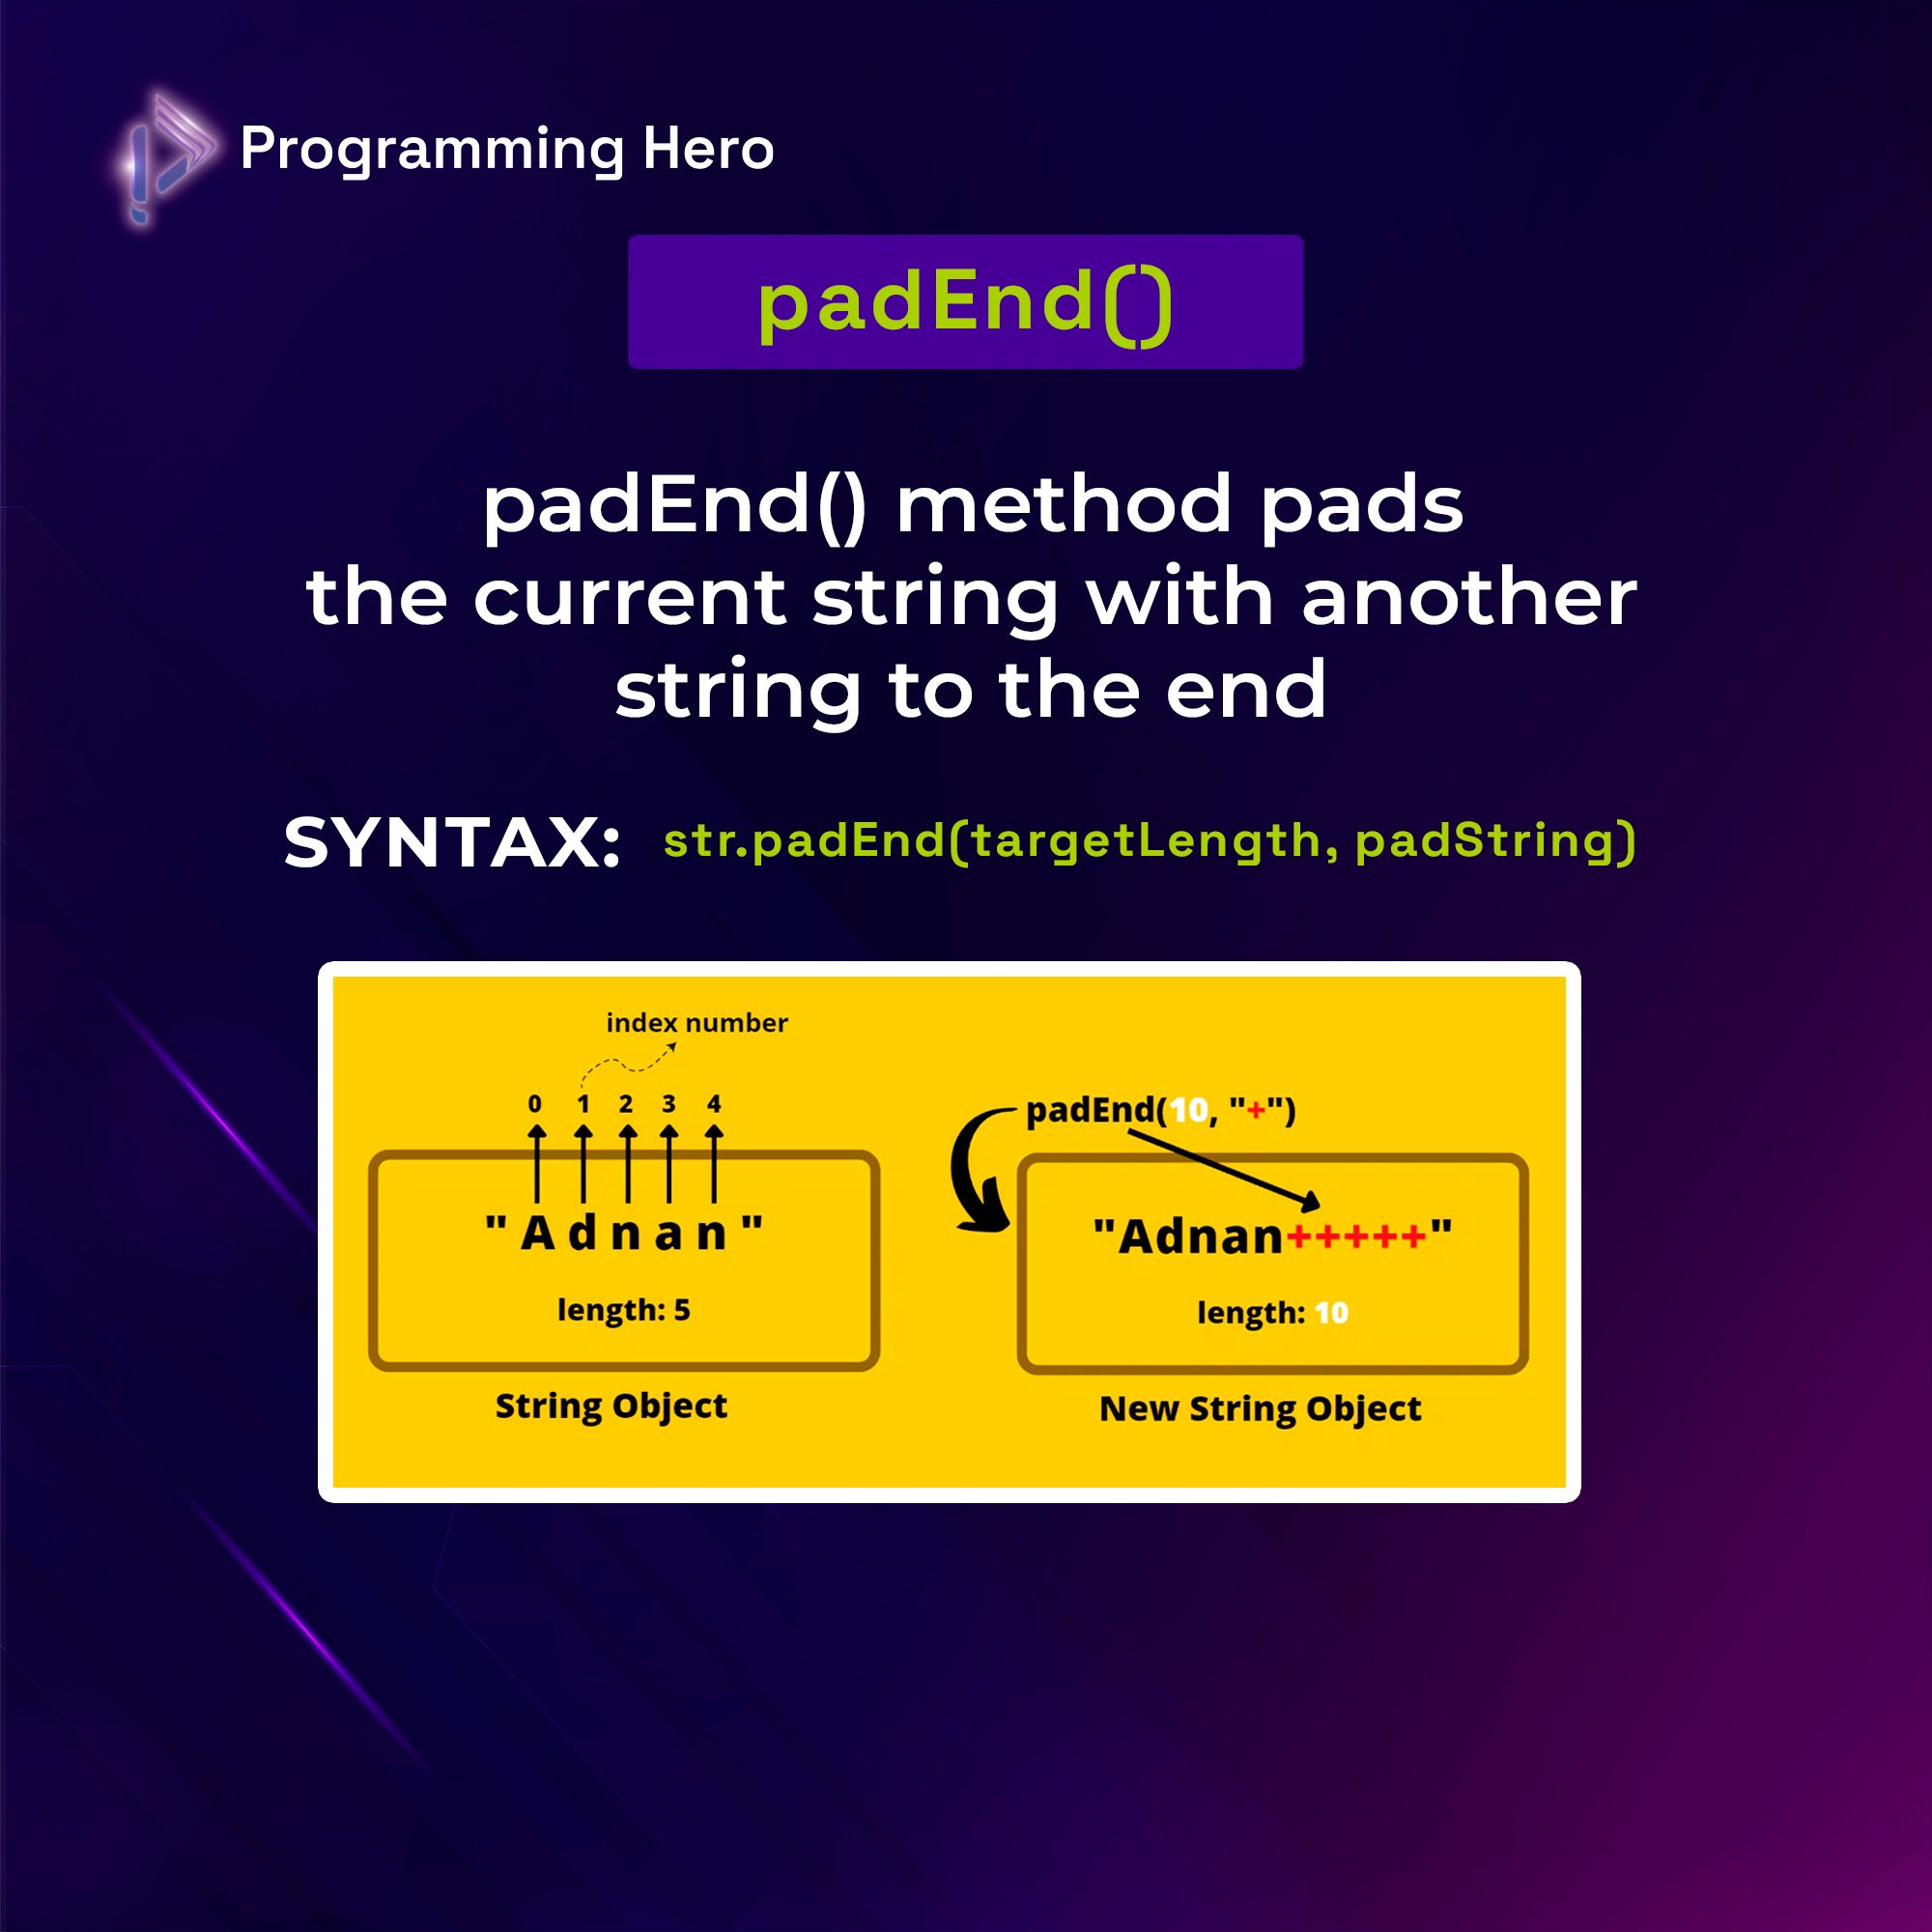 Programming Hero
padEnd()
padEnd() method pads
the current string with another
string to the end
SYNTAX: str.padEnd(targetLength, padString)
index number
0 1 2 3 4
"Adnan"
length: 5
String Object
padEnd(10, "+")
"Adnan+++++"
length: 10
New String Object